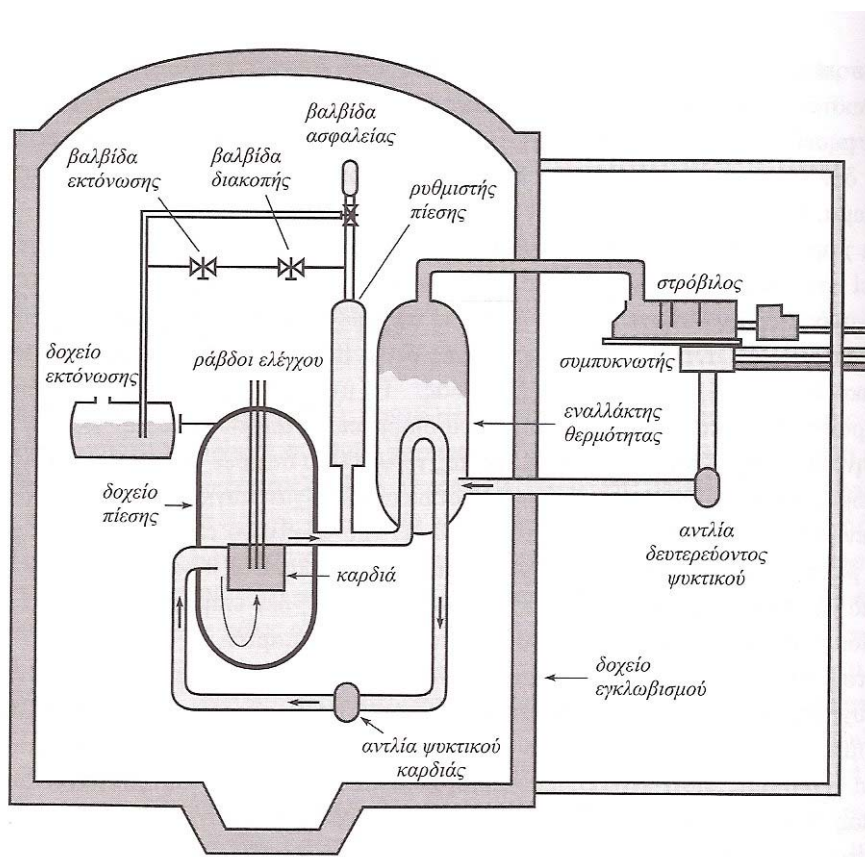 βαλβίδα
ασφαλείας
βαλβίδα
εκτόνωσης
βαλβίδα
διακοπής
ρυθμιστής
πίεσης
στρόβιλος
δοχείο
εκτόνωσης
ράβδοι ελέγχου
συμπυκνωτής
εναλλάκτης
θερμότητας
δοχείο
πίεσης
καρδιά
αντλία
δευτερεύοντος
ψυκτικού
δοχείο
εγκλωβισμού
αντλία ψυκτικού
καρδιάς